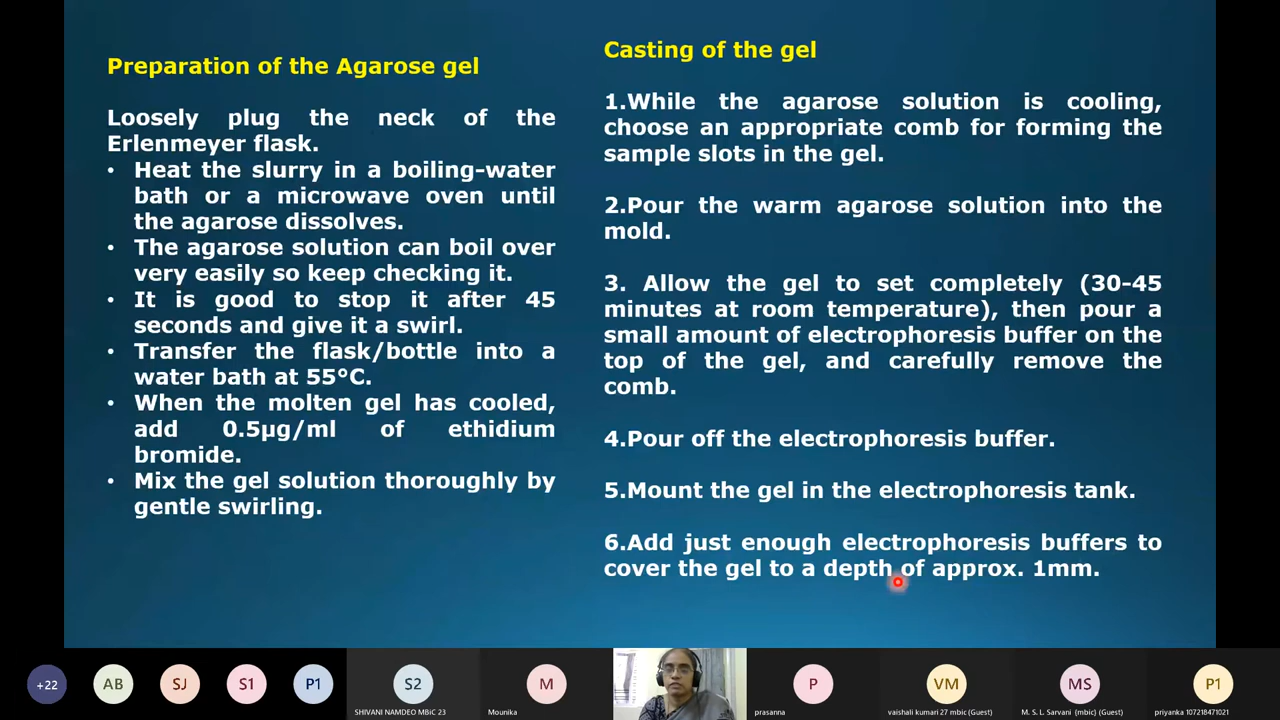 Preparation of the Agarose gel
Loosely plug the neck of the
Erlenmeyer flask.
• Heat the slurry in a boiling-water
bath or a microwave oven until
the agarose dissolves.
• The agarose solution can boil over
very easily so keep checking it.
• It is good to stop it after 45
seconds and give it a swirl.
• Transfer the flask/bottle into a
water bath at 55°C.
• When the molten gel has cooled,
add 0.5µg/ml of ethidium
bromide.
• Mix the gel solution thoroughly by
gentle swirling.
Casting of the gel
1.While the agarose solution is cooling,
choose an appropriate comb for forming the
sample slots in the gel.
2.Pour the warm agarose solution into the
mold.
3. Allow the gel to set completely (30-45
minutes at room temperature), then pour a
small amount of electrophoresis buffer on the
top of the gel, and carefully remove the
comb.
4.Pour off the electrophoresis buffer.
5.Mount the gel in the electrophoresis tank.
6.Add just enough electrophoresis buffers to
cover the gel to a depth of approx. 1mm.
+22
AB
SJ
S1
P1
S2
SHIVANI NAMDEO MBiC 23
M
Mounika
P
prasanna
VM
vaishali kumari 27 mbic (Guest)
MS
M. S. L. Sarvani (mbic) (Guest)
P1
priyanka 107218471021